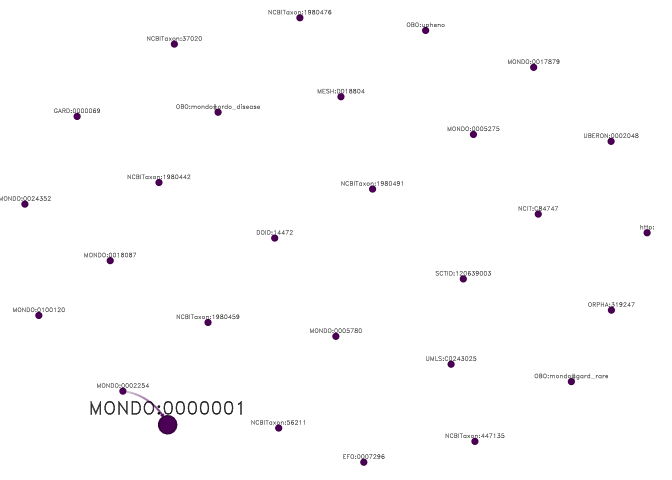 NCBITaxon:1980476
OBO:upheno
NCBITaxon:37020
MONDO:0017879
MESH:D018804
OBO:mondo#ordo_disease
GARD:0000069
MONDO:0005275
UBERON:0002048
NCBITaxon:1980442
NCBITaxon:1980491
MONDO:0024352
NCIT:C84747
http:
DOID:14472
MONDO:0018087
SCTID:120639003
ORPHA:319247
MONDO:0100120
NCBITaxon:1980459
MONDO:0005780
UMLS:C0243025
OBO:mondo#gard_rare
MONDO:0002254
MONDO:0000001
NCBITaxon:56211
NCBITaxon:447135
EFO:0007296